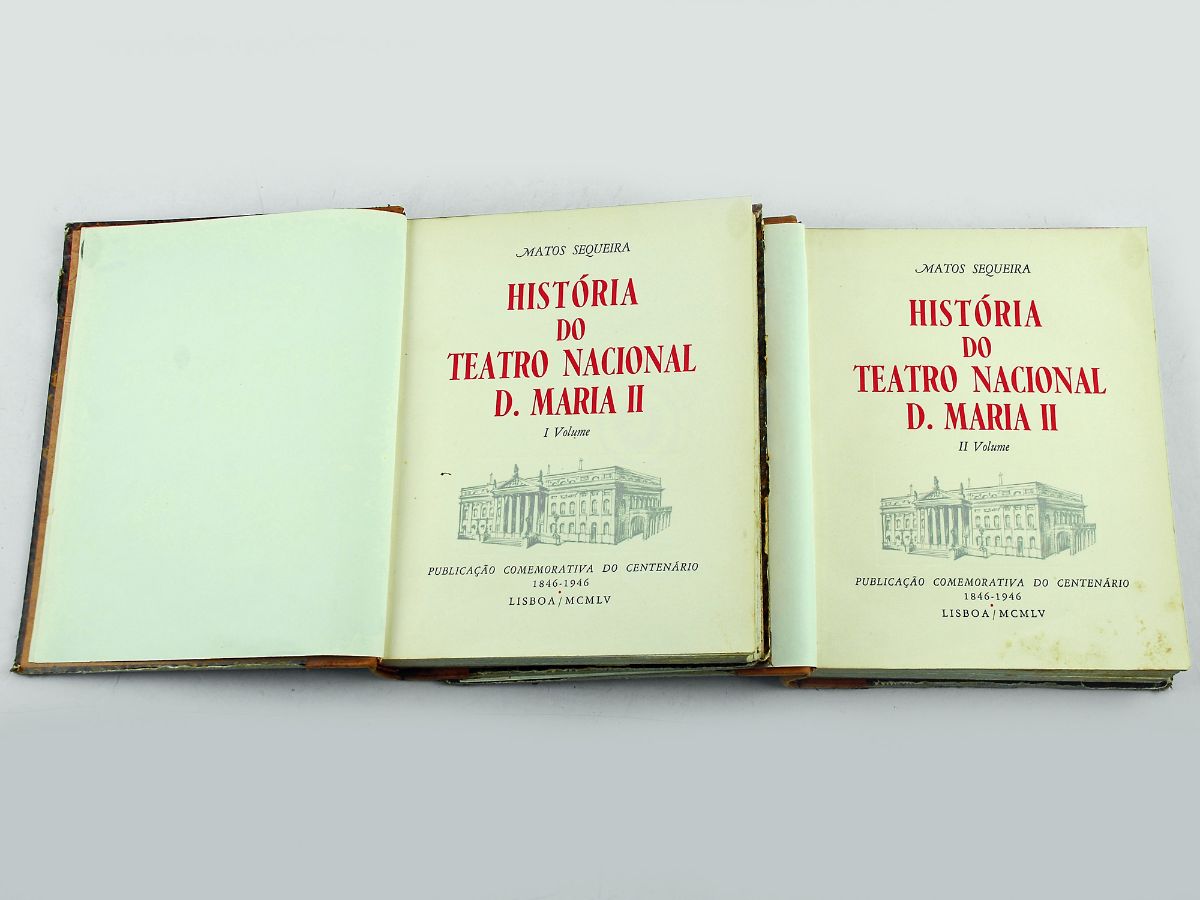 MATOS SEQUEIRA
HISTÓRIA
DO
TEATRO NACIONAL
D. MARIA II
I Volume
PUBLICAÇÃO COMEMORATIVA DO CENTENÁRIO
1846-1946
LISBOA/MCMLV
MATOS SEQUEIRA
HISTÓRIA
DO
TEATRO NACIONAL
D. MARIA II
II Volume
PUBLICAÇÃO COMEMORATIVA DO CENTENÁRIO
1846-1946
LISBOA/MCMLV